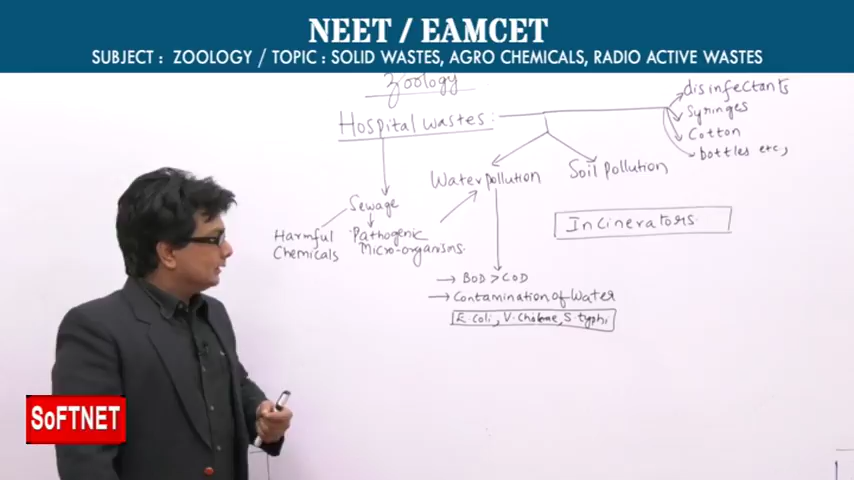 NEET / EAMCET
SUBJECT : ZOOLOGY / TOPIC : SOLID WASTES, AGRO CHEMICALS, RADIO ACTIVE WASTES
Zoology
Hospital wastes:
disinfectants
Syringes
Cotton
bottles etc,
Water pollution
Soil pollution
Sewage
Harmful
Chemicals
Pathogenic
Micro-organisms.
Incinerators.
BOD > COD
Contamination of Water
E. Coli, V. Cholerae, S. typhi
SOFTNET